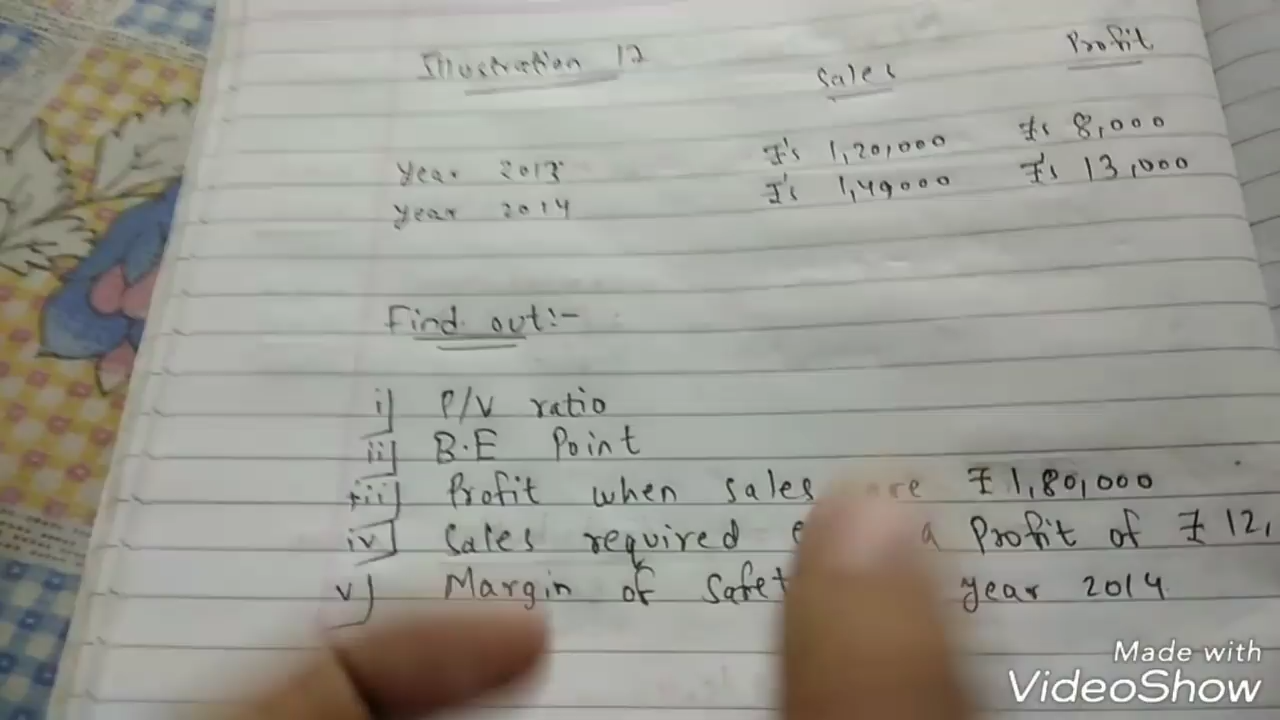 Illustration 12
Sales Profit
Year 2013 ₹'s 1,20,000 ₹s 8,000
Year 2014 ₹'s 1,40000 ₹'s 13,000
Find out:-
i) P/V ratio
ii) B.E Point
iii) Profit when sales are ₹ 1,80,000
iv) Sales required a Profit of ₹ 12,
v) Margin of year 2014
Made with
VideoShow